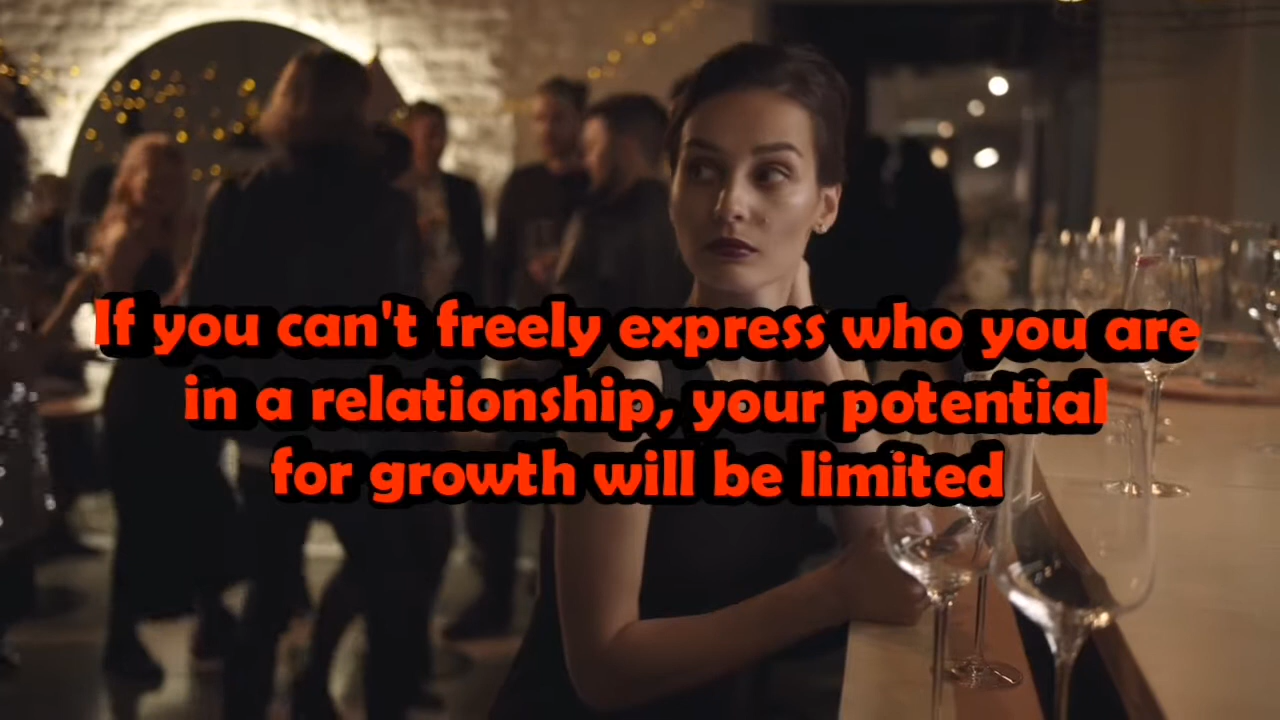 If you can't freely express who you are
in a relationship, your potential
for growth will be limited